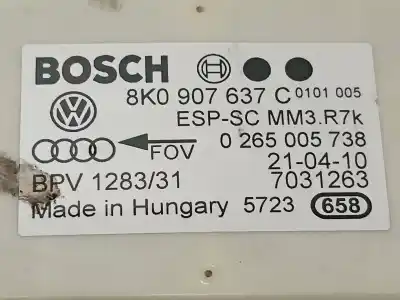 BOSCH
8K0 907 637 C 0101 005
ESP-SC MM3.R7k
FOV 0 265 005 738
21-04-10
BPV 1283/31 7031263
Made in Hungary 5723 658